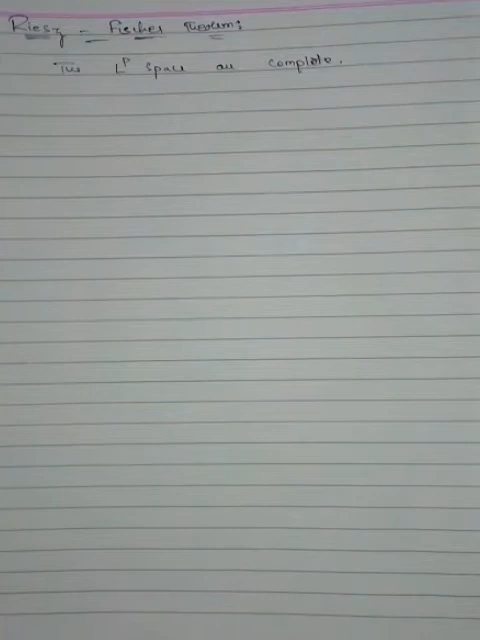 Riesz - Fischer Theorem:
The L^p space are complete.